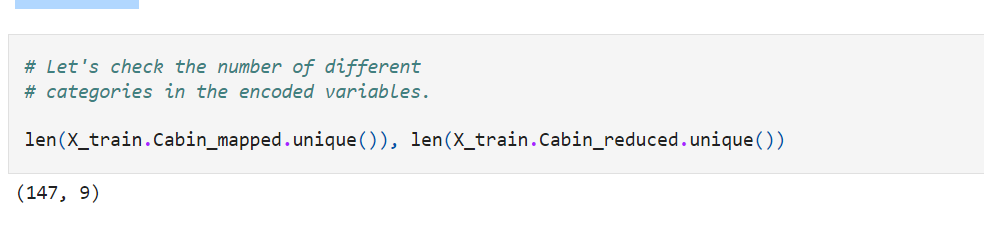 # Let's check the number of different
# categories in the encoded variables.
len(X_train.Cabin_mapped.unique()), len(X_train.Cabin_reduced.unique())
(147, 9)